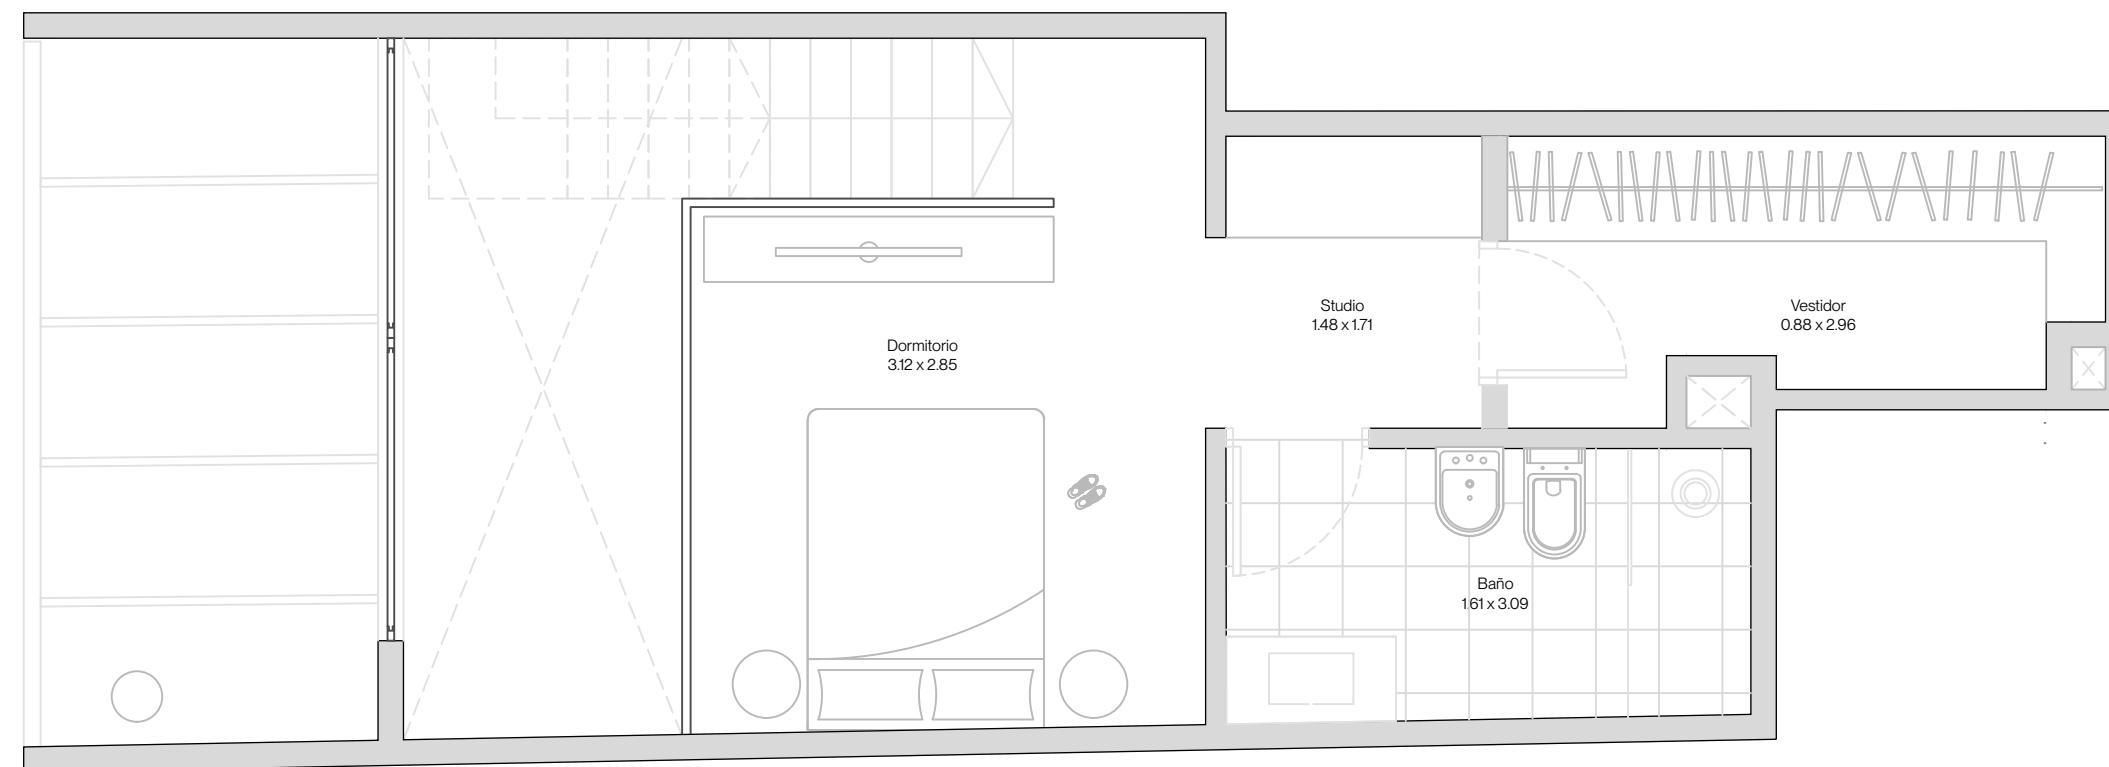 Studio
1.48 x 1.71
Vestidor
0.88 x 2.96
Dormitorio
3.12 x 2.85
Baño
1.61 x 3.09